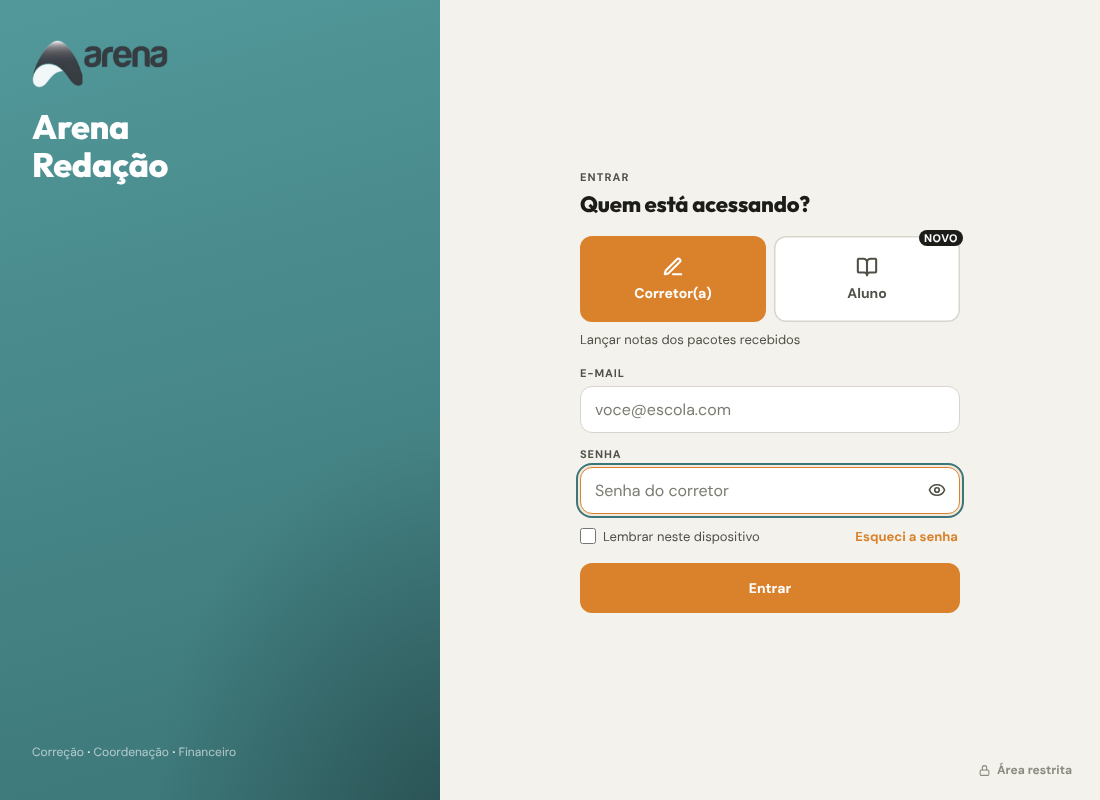 arena
Arena
Redação
Correção · Coordenação · Financeiro
ENTRAR
Quem está acessando?
Corretor(a)
NOVO
Aluno
Lançar notas dos pacotes recebidos
E-MAIL
voce@escola.com
SENHA
Senha do corretor
Lembrar neste dispositivo
Esqueci a senha
Entrar
Área restrita